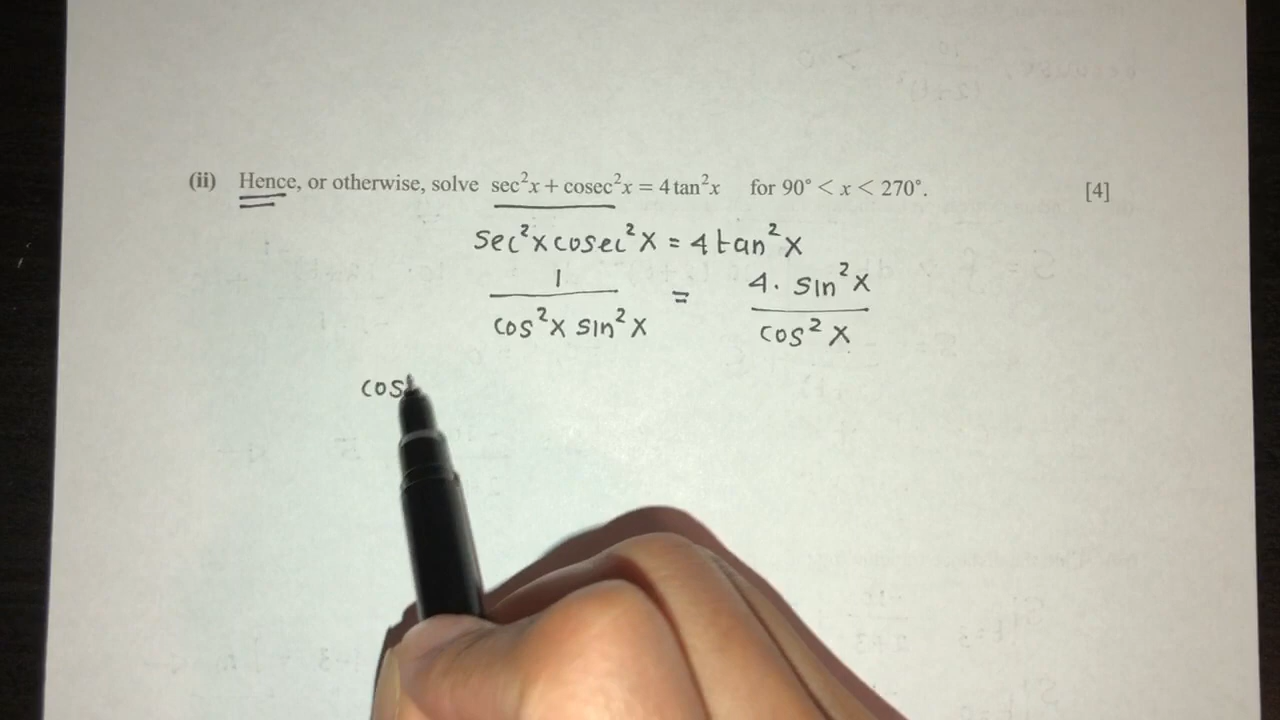 (ii) Hence, or otherwise, solve sec²x + cosec²x = 4 tan²x for 90° < x < 270°. [4]
sec²x cosec²x = 4 tan²x
1 / cos²x sin²x = 4 . sin²x / cos²x
cos